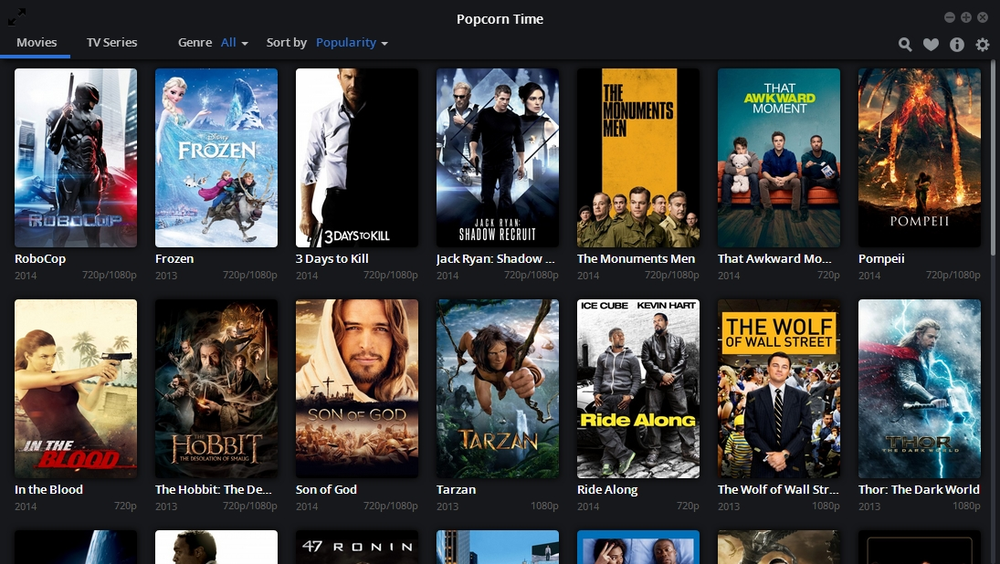 Popcorn Time
Movies TV Series Genre All Sort by Popularity
ROBOCOP
Disney
FROZEN
3 DAYS TO KILL
JACK RYAN:
SHADOW RECRUIT
THE
MONUMENTS
MEN
THAT
AWKWARD
MOMENT
POMPEII
RoboCop
2014 720p/1080p
Frozen
2013 720p/1080p
3 Days to Kill
2014 720p/1080p
Jack Ryan: Shadow ...
2014 720p/1080p
The Monuments Men
2014 720p/1080p
That Awkward Mo...
2014 720p
Pompeii
2014 720p/1080p
IN THE
BLOOD
THE
HOBBIT
THE DESOLATION OF SMAUG
SON OF GOD
TARZAN
ICE CUBE KEVIN HART
Ride Along
THE WOLF
OF WALL STREET
THOR
THE DARK WORLD
In the Blood
2014 720p
The Hobbit: The De...
2013 720p/1080p
Son of God
2014 720p/1080p
Tarzan
2013 1080p
Ride Along
2014 720p
The Wolf of Wall Str...
2013 1080p
Thor: The Dark World
2013 1080p
47 RONIN